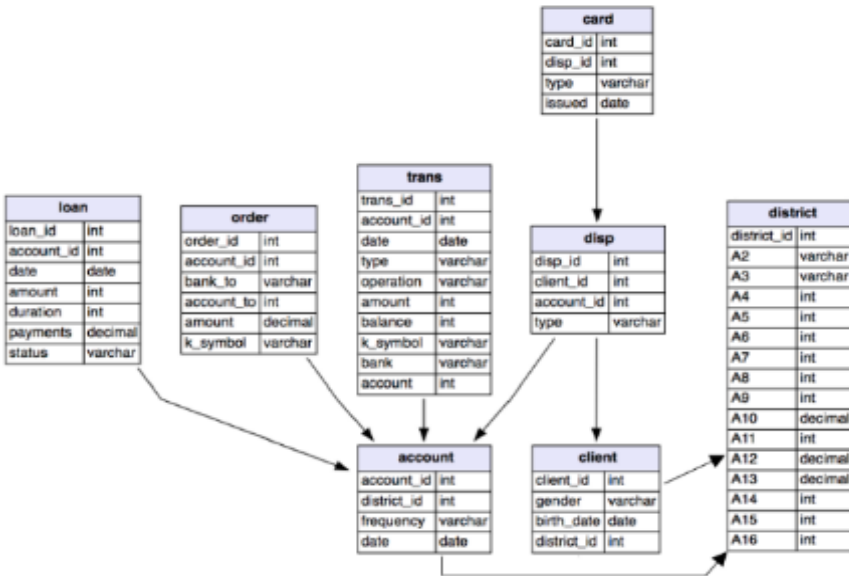 card
card_id int
disp_id int
type varchar
issued date
trans
trans_id int
account_id int
date date
type varchar
operation varchar
amount int
balance int
k_symbol varchar
bank varchar
account int
loan
loan_id int
account_id int
date date
amount int
duration int
payments decimal
status varchar
order
order_id int
account_id int
bank_to varchar
account_to int
amount decimal
k_symbol varchar
disp
disp_id int
client_id int
account_id int
type varchar
district
district_id int
A2 varchar
A3 varchar
A4 int
A5 int
A6 int
A7 int
A8 int
A9 int
A10 decimal
A11 int
A12 decimal
A13 decimal
A14 int
A15 int
A16 int
account
account_id int
district_id int
frequency varchar
date date
client
client_id int
gender varchar
birth_date date
district_id int